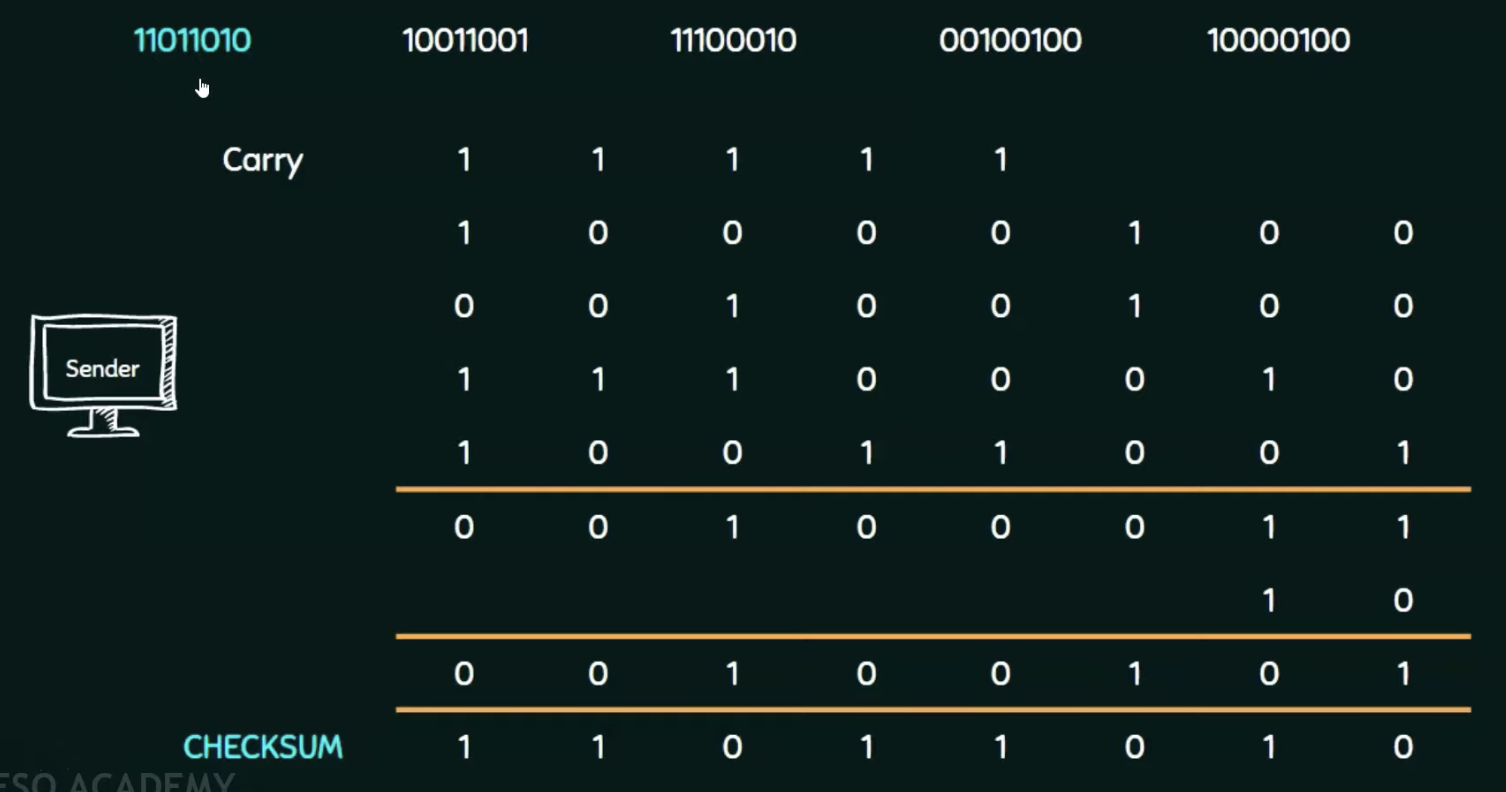 11011010 10011001 11100010 00100100 10000100
Carry 1 1 1 1 1
1 0 0 0 0 1 0 0
0 0 1 0 0 1 0 0
Sender
1 1 1 0 0 0 1 0
1 0 0 1 1 0 0 1
0 0 1 0 0 0 1 1
1 0
0 0 1 0 0 1 0 1
CHECKSUM 1 1 0 1 1 0 1 0
ESO ACADEMY